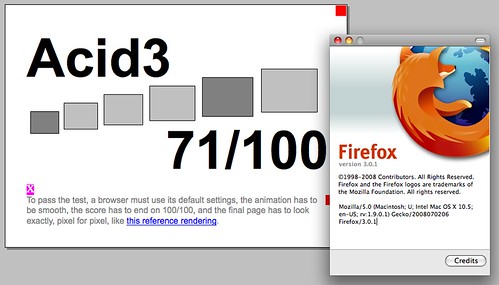 Acid3
71/100
X
To pass the test, a browser must use its default settings, the animation has to
be smooth, the score has to end on 100/100, and the final page has to look
exactly, pixel for pixel, like this reference rendering.
Firefox
version 3.0.1
©1998-2008 Contributors. All Rights Reserved.
Firefox and the Firefox logos are trademarks of
the Mozilla Foundation. All rights reserved.
Mozilla/5.0 (Macintosh; U; Intel Mac OS X 10.5;
en-US; rv:1.9.0.1) Gecko/2008070206
Firefox/3.0.1
Credits